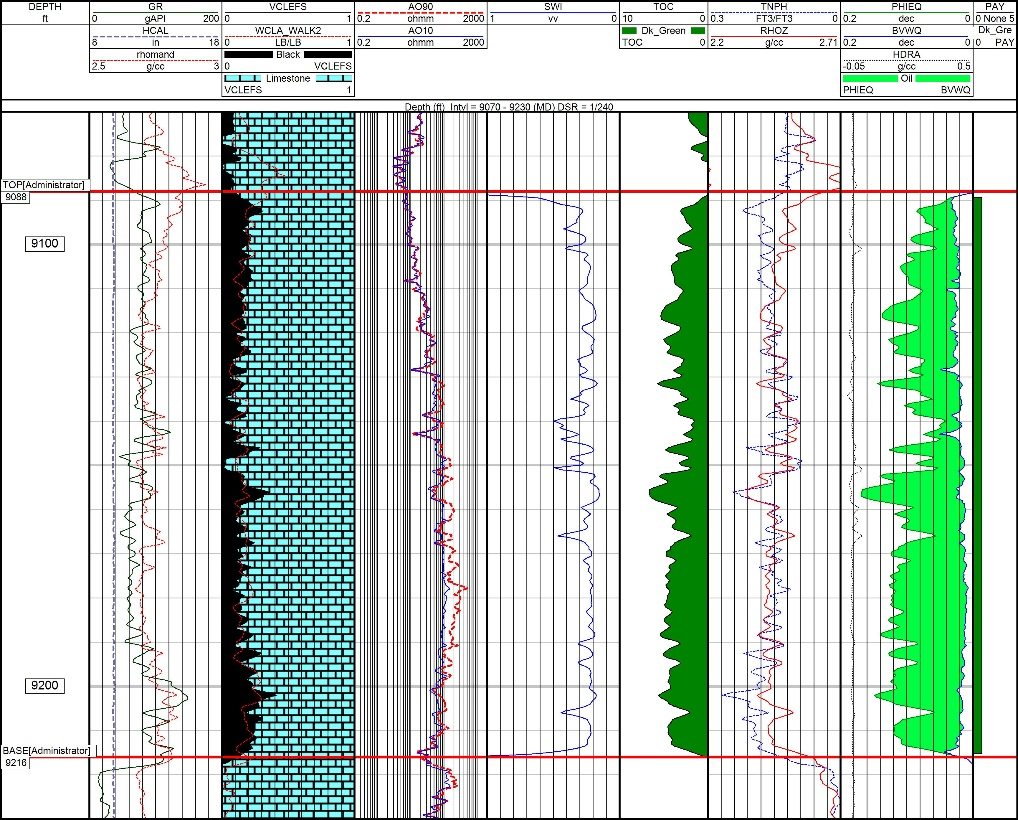 DEPTH GR VCLEFS AO90 SWI TOC TNPH PHIEQ PAY
ft 0 gAPI 200 0 1 0.2 ohmm 2000 1 vv 0 10 0 0.3 FT3/FT3 0 0.2 dec 0 0 None 5
HCAL WCLA_WALK2 AO10 Dk_Green RHOZ BVWQ Dk_Gre
8 in 18 0 LB/LB 1 0.2 ohmm 2000 TOC 0 2.2 g/cc 2.71 0.2 dec 0 0 PAY
rhomand Black HDRA
2.5 g/cc 3 0 VCLEFS -0.05 g/cc 0.5
Limestone Oil
VCLEFS 1 PHIEQ BVWQ
Depth (ft) Intvl = 9070 - 9230 (MD) DSR = 1/240
TOP[Administrator]
9088
9100
9200
BASE[Administrator]
9216